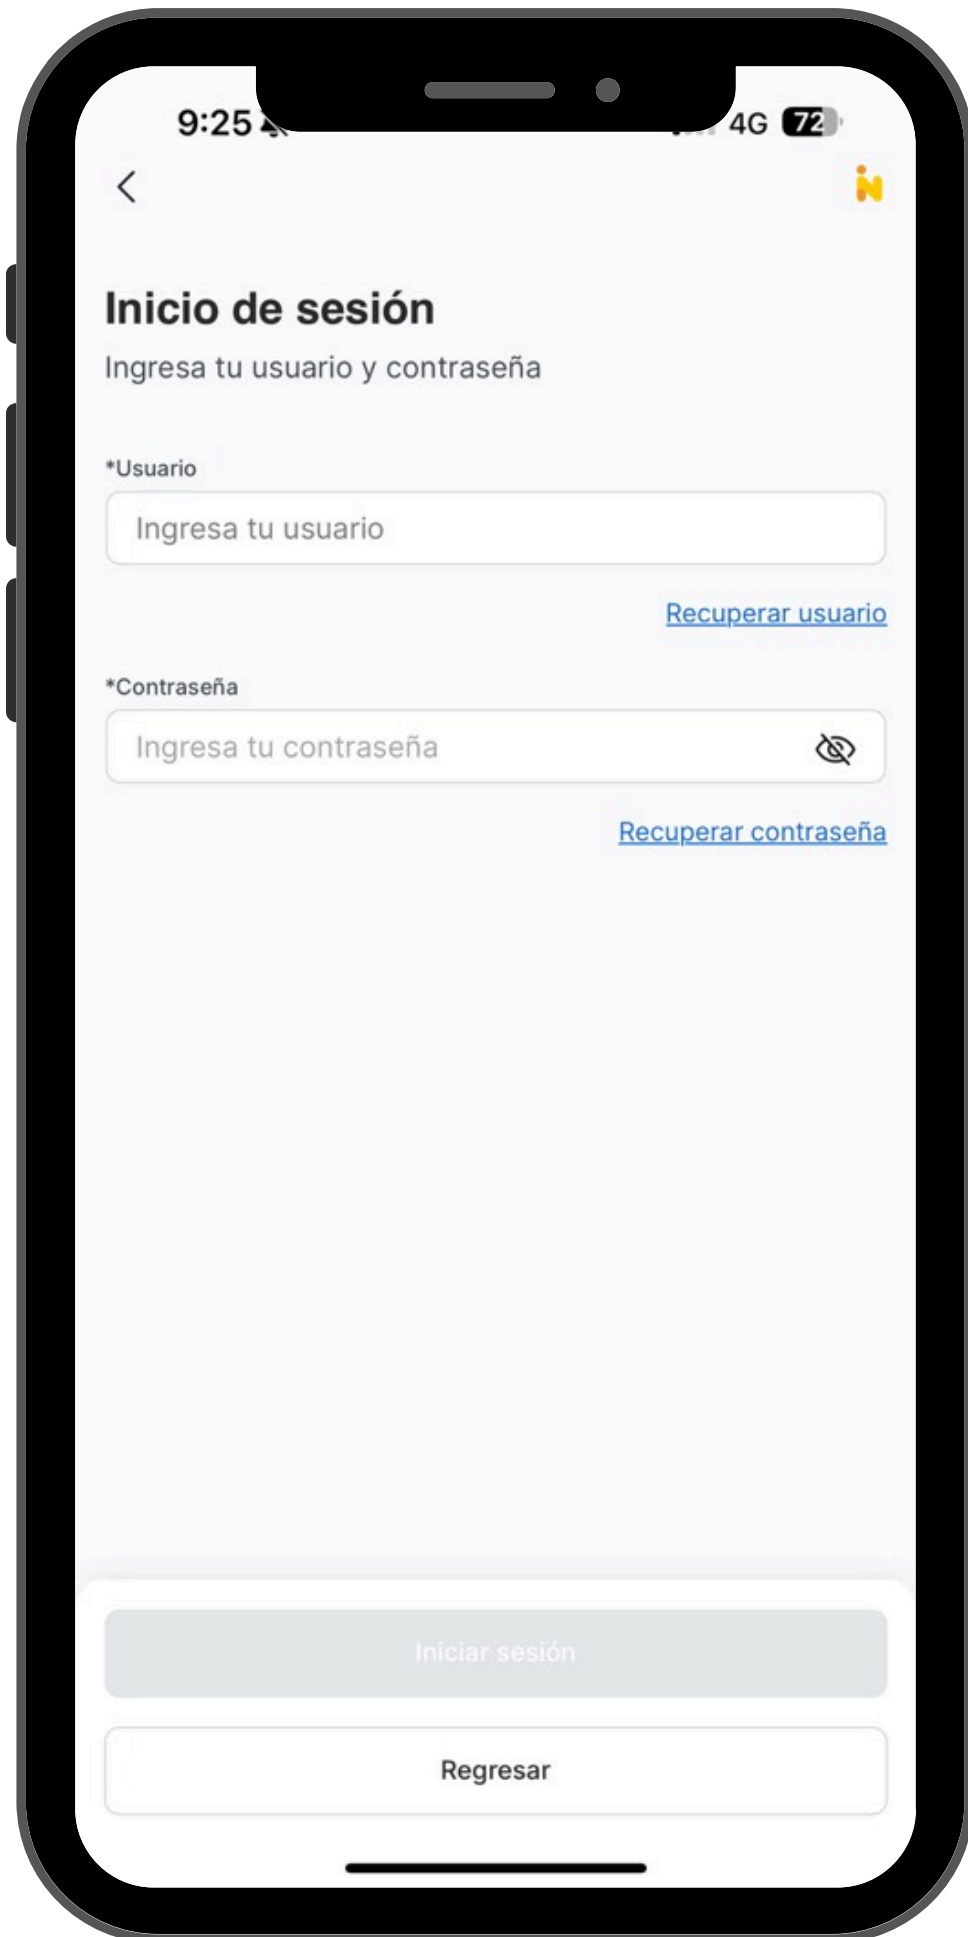 9:25 4G 72
Inicio de sesión
Ingresa tu usuario y contraseña
*Usuario
Ingresa tu usuario
Recuperar usuario
*Contraseña
Ingresa tu contraseña
Recuperar contraseña
Iniciar sesión
Regresar